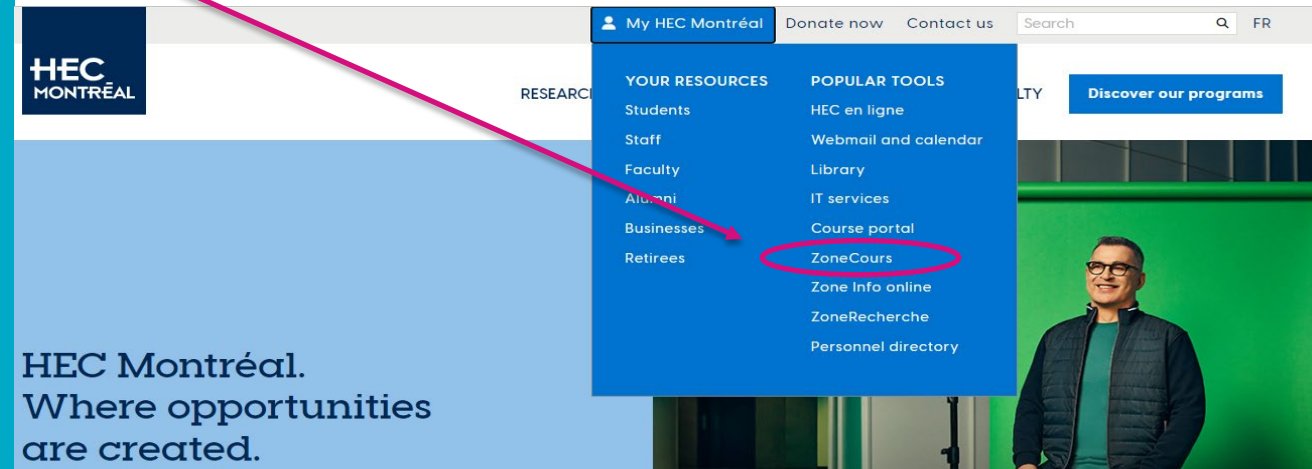 My HEC Montréal Donate now Contact us Search FR
HEC
MONTRĒAL
RESEARC
LTY
Discover our programs
YOUR RESOURCES
Students
Staff
Faculty
Alumni
Businesses
Retirees
POPULAR TOOLS
HEC en ligne
Webmail and calendar
Library
IT services
Course portal
ZoneCours
Zone Info online
ZoneRecherche
Personnel directory
HEC Montréal.
Where opportunities
are created.